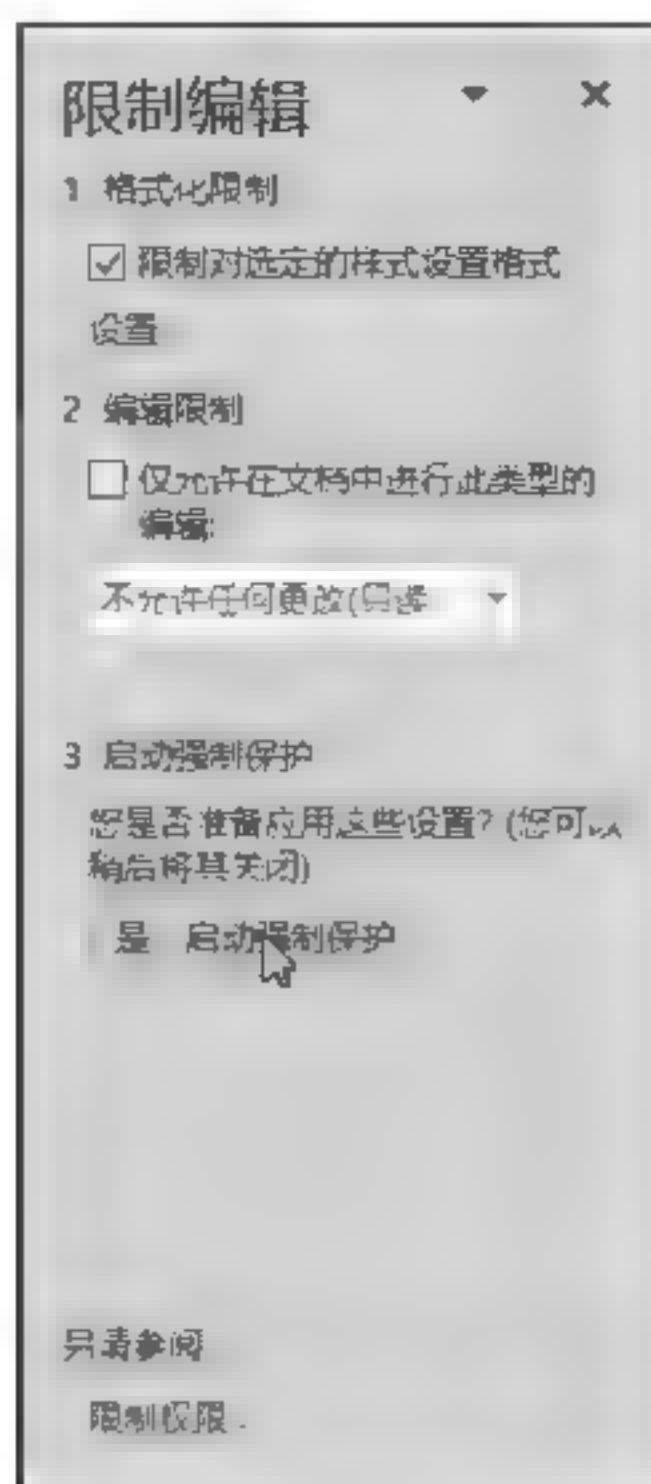 限制编辑
1 格式化限制
限制对选定的样式设置格式
设置
2 编辑限制
仅允许在文档中进行此类型的
编辑:
不允许任何更改(只读
3 启动强制保护
您是否准备应用这些设置? (您可以
稍后将其关闭)
是 启动强制保护
另请参阅
限制权限.